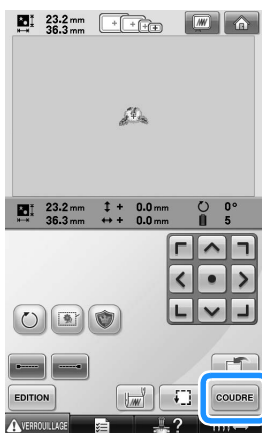 23.2 mm
36.3 mm
23.2 mm ↕ + 0.0 mm 0°
36.3 mm ↔ + 0.0 mm 5
EDITION
COUDRE
VERROUILLAGE
?